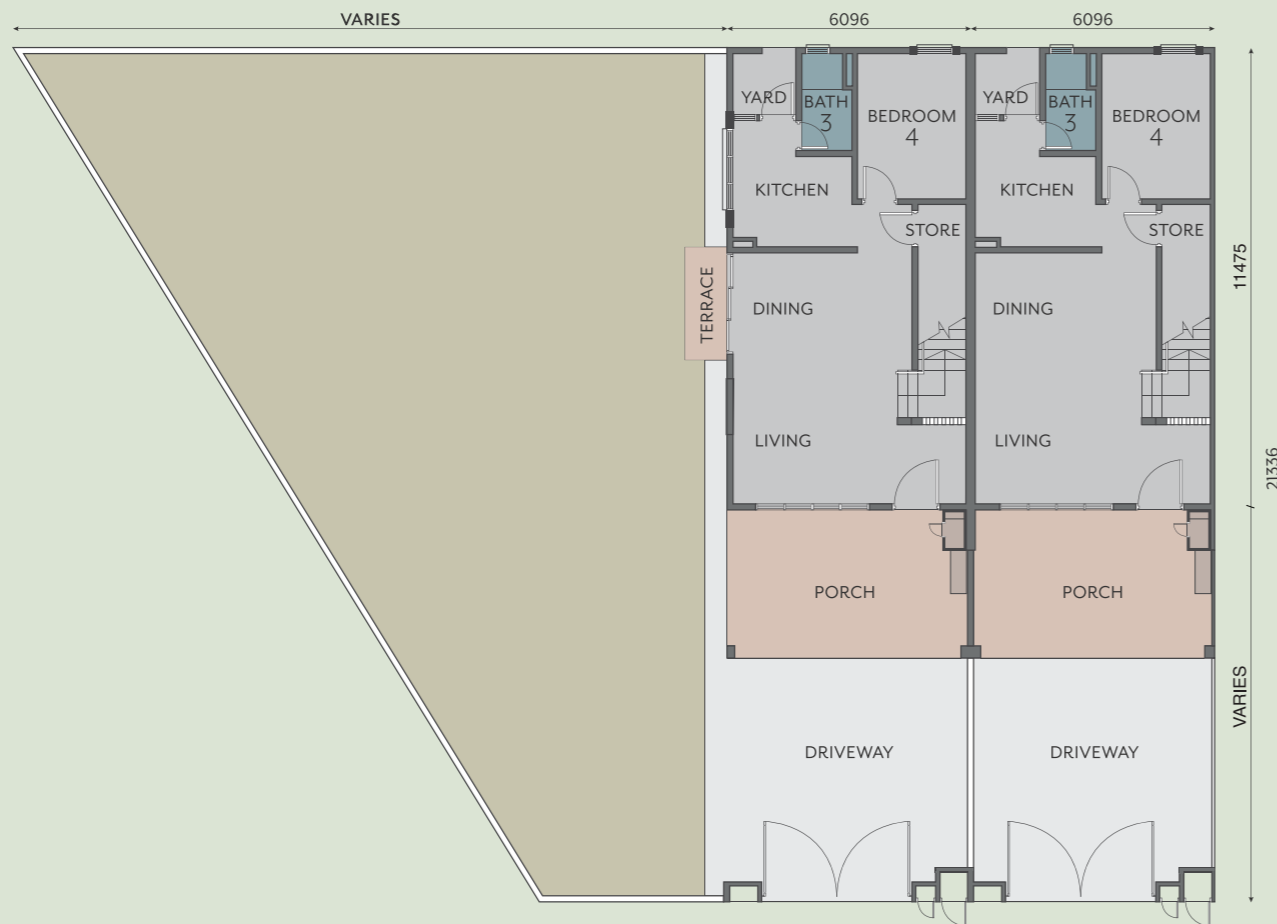 VARIES
6096
6096
YARD
BATH
3
BEDROOM
4
YARD
BATH
3
BEDROOM
4
KITCHEN
KITCHEN
STORE
STORE
11475
TERRACE
DINING
DINING
LIVING
LIVING
21336
PORCH
PORCH
VARIES
DRIVEWAY
DRIVEWAY